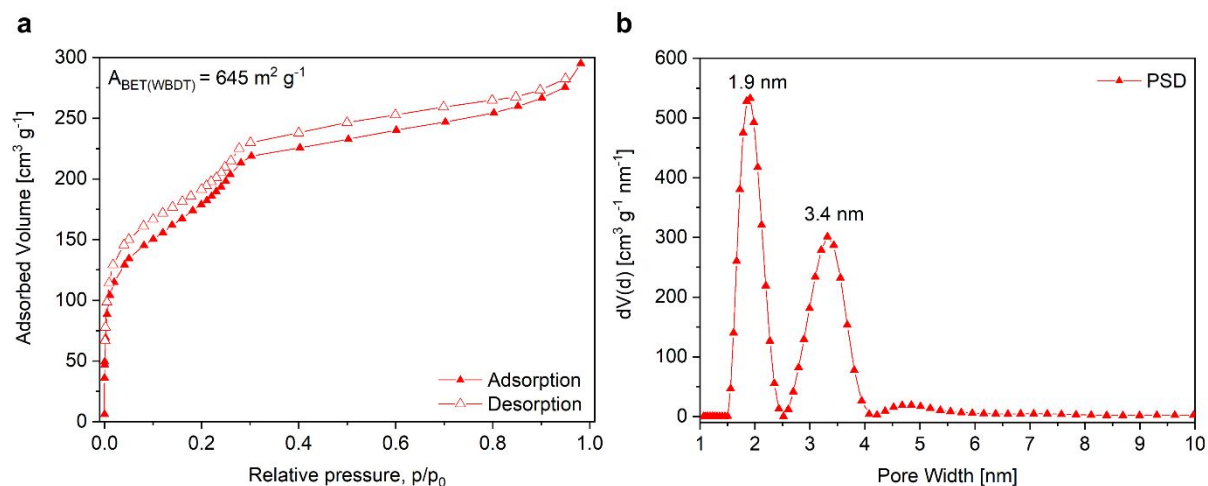 a
A_BET(WBDT) = 645 m² g⁻¹
300
250
200
150
100
50
0
Adsorbed Volume [cm³ g⁻¹]
Adsorption
Desorption
0.0 0.2 0.4 0.6 0.8 1.0
Relative pressure, p/p₀
b
1.9 nm
3.4 nm
PSD
600
500
400
300
200
100
0
dV(d) [cm³ g⁻¹ nm⁻¹]
1 2 3 4 5 6 7 8 9 10
Pore Width [nm]